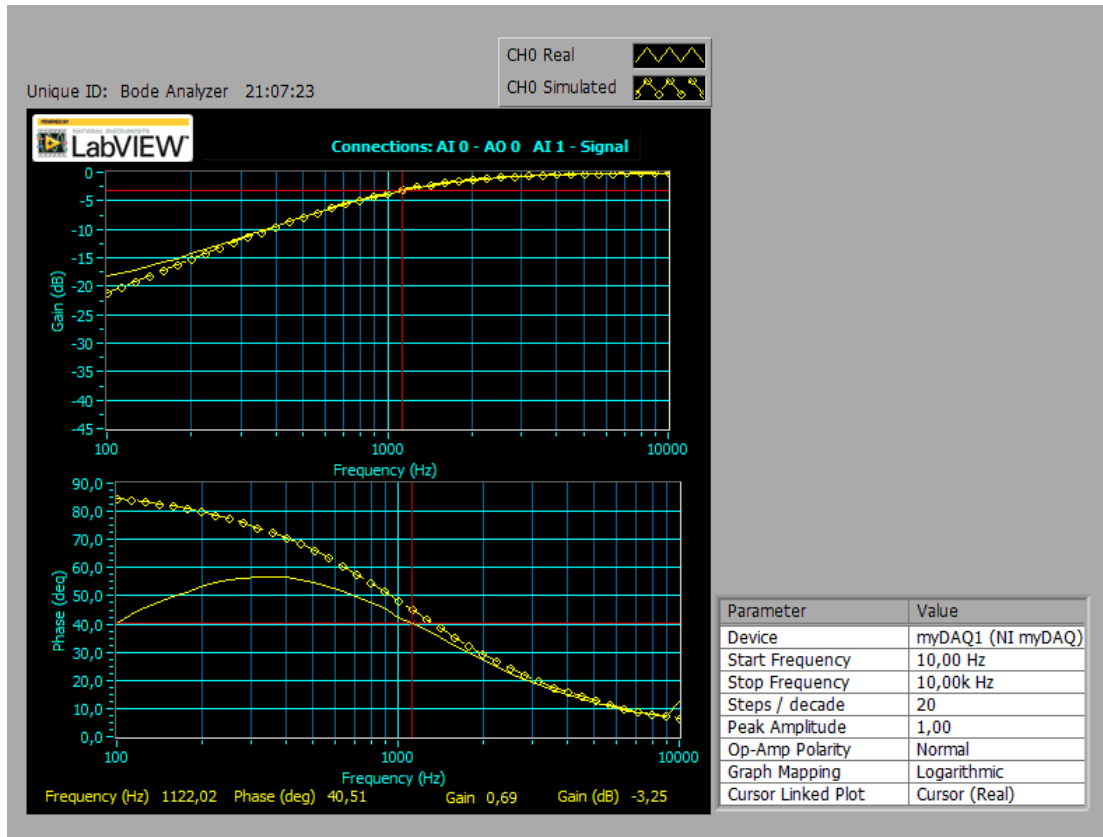 CH0 Real
CH0 Simulated
Unique ID: Bode Analyzer 21:07:23
POWERED BY
NATIONAL INSTRUMENTS
LabVIEW™
Connections: AI 0 - AO 0 AI 1 - Signal
0
-5
-10
-15
-20
-25
-30
-35
-40
-45
Gain (dB)
100 1000 10000
Frequency (Hz)
90,0
80,0
70,0
60,0
50,0
40,0
30,0
20,0
10,0
0,0
Phase (deg)
100 1000 10000
Frequency (Hz)
Frequency (Hz) 1122,02 Phase (deg) 40,51 Gain 0,69 Gain (dB) -3,25
Parameter Value
Device myDAQ1 (NI myDAQ)
Start Frequency 10,00 Hz
Stop Frequency 10,00k Hz
Steps / decade 20
Peak Amplitude 1,00
Op-Amp Polarity Normal
Graph Mapping Logarithmic
Cursor Linked Plot Cursor (Real)